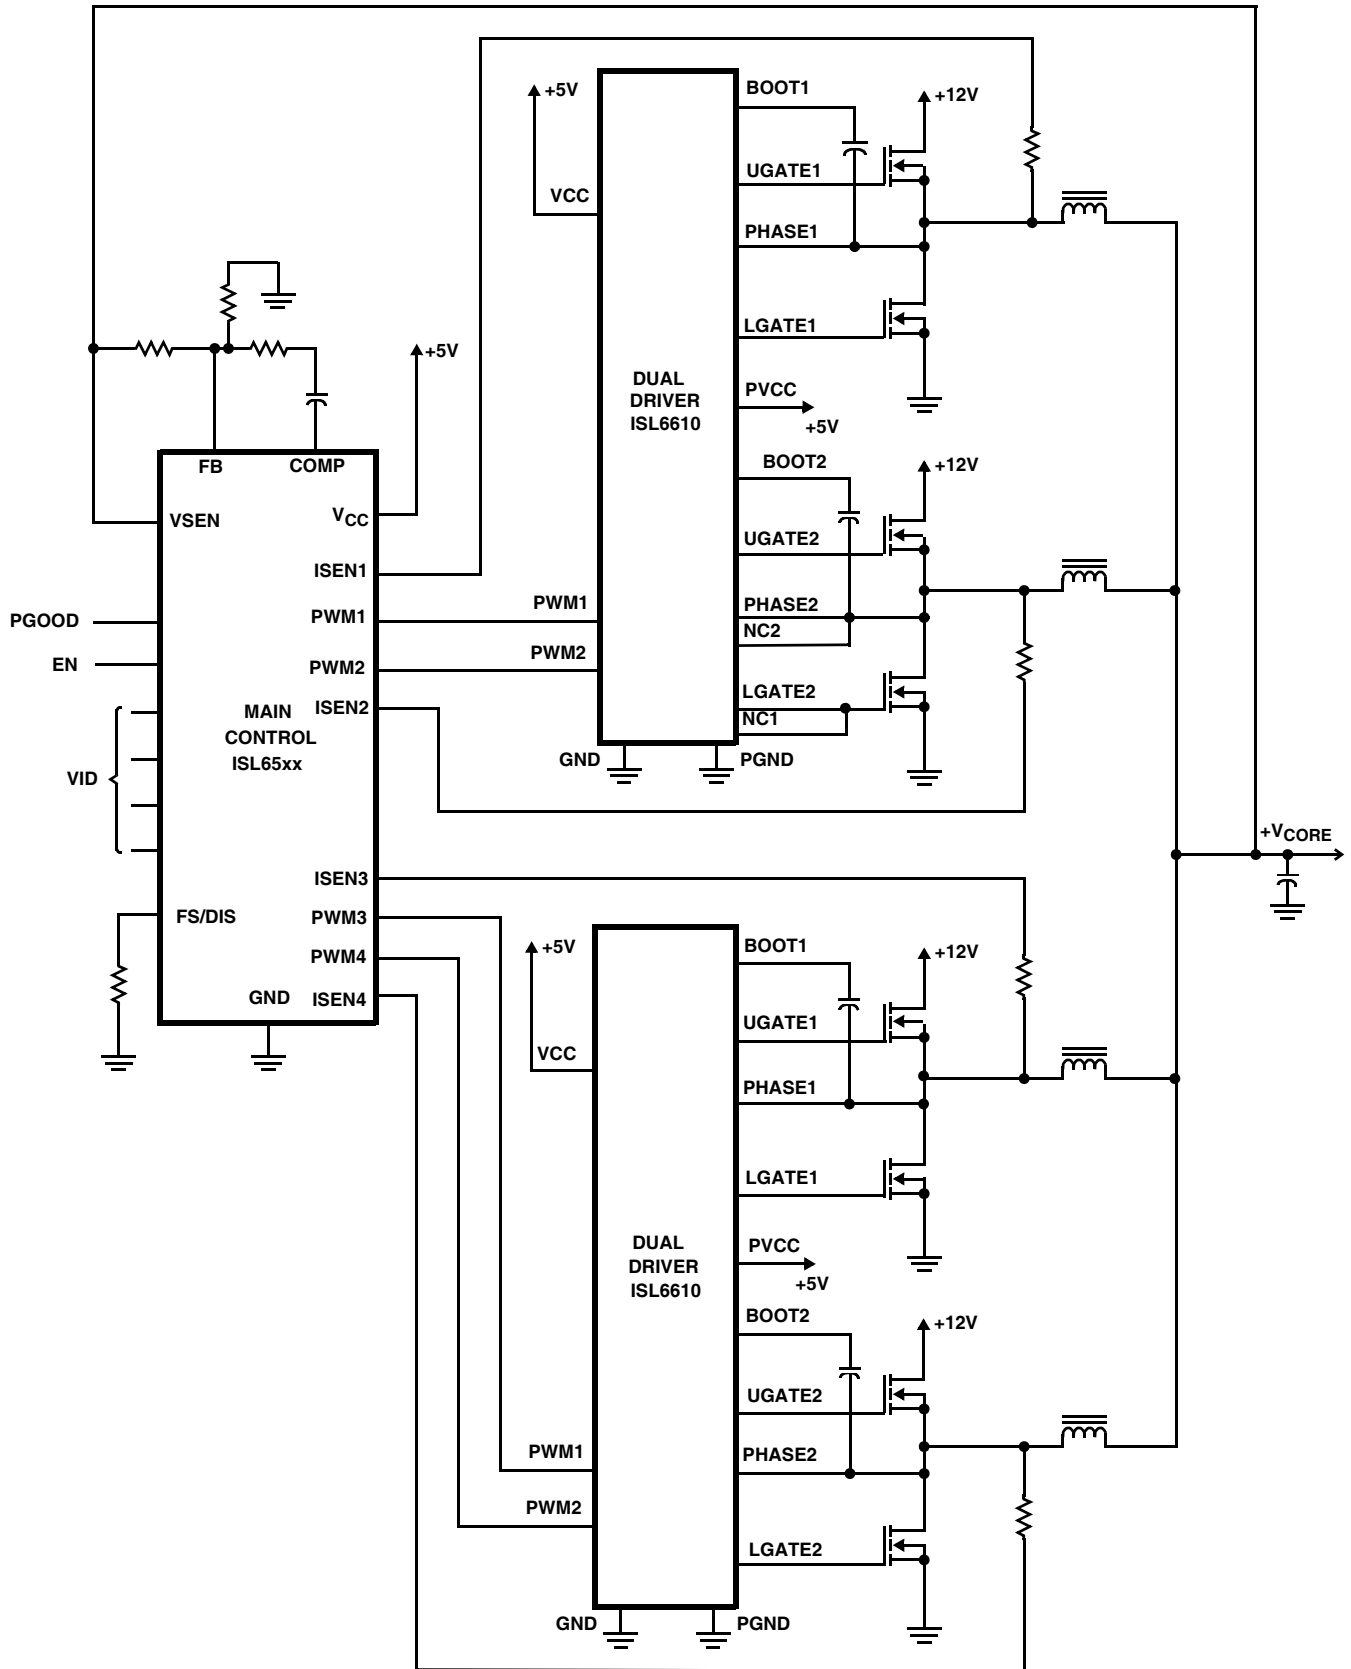 +5V
BOOT1
+12V
UGATE1
VCC
PHASE1
LGATE1
+5V
DUAL
DRIVER
ISL6610
PVCC
+5V
BOOT2
+12V
UGATE2
PHASE2
NC2
LGATE2
NC1
GND
PGND
PWM1
PWM2
FB
COMP
VSEN
VCC
ISEN1
PWM1
PWM2
ISEN2
PGOOD
EN
VID
MAIN
CONTROL
ISL65xx
ISEN3
FS/DIS
PWM3
PWM4
GND
ISEN4
+VCORE
+5V
BOOT1
+12V
UGATE1
VCC
PHASE1
LGATE1
DUAL
DRIVER
ISL6610
PVCC
+5V
BOOT2
+12V
UGATE2
PWM1
PHASE2
PWM2
LGATE2
GND
PGND